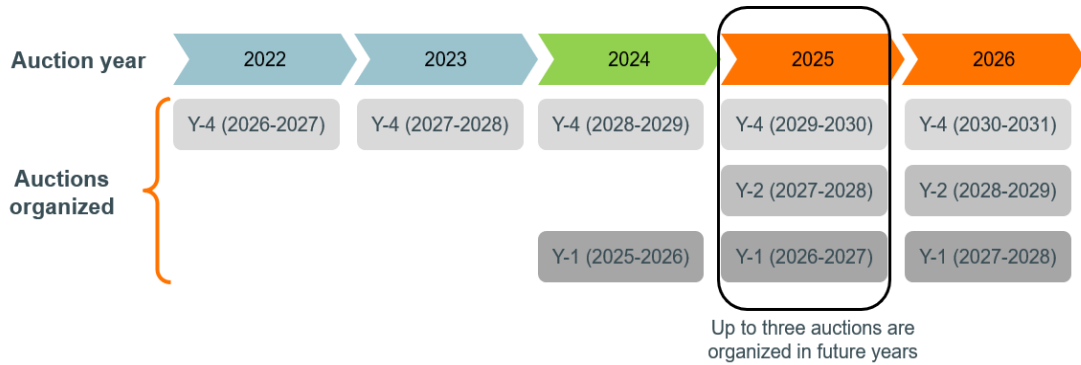 Auction year 2022 2023 2024 2025 2026
Auctions
organized
Y-4 (2026-2027) Y-4 (2027-2028) Y-4 (2028-2029) Y-4 (2029-2030) Y-4 (2030-2031)
Y-2 (2027-2028) Y-2 (2028-2029)
Y-1 (2025-2026) Y-1 (2026-2027) Y-1 (2027-2028)
Up to three auctions are
organized in future years